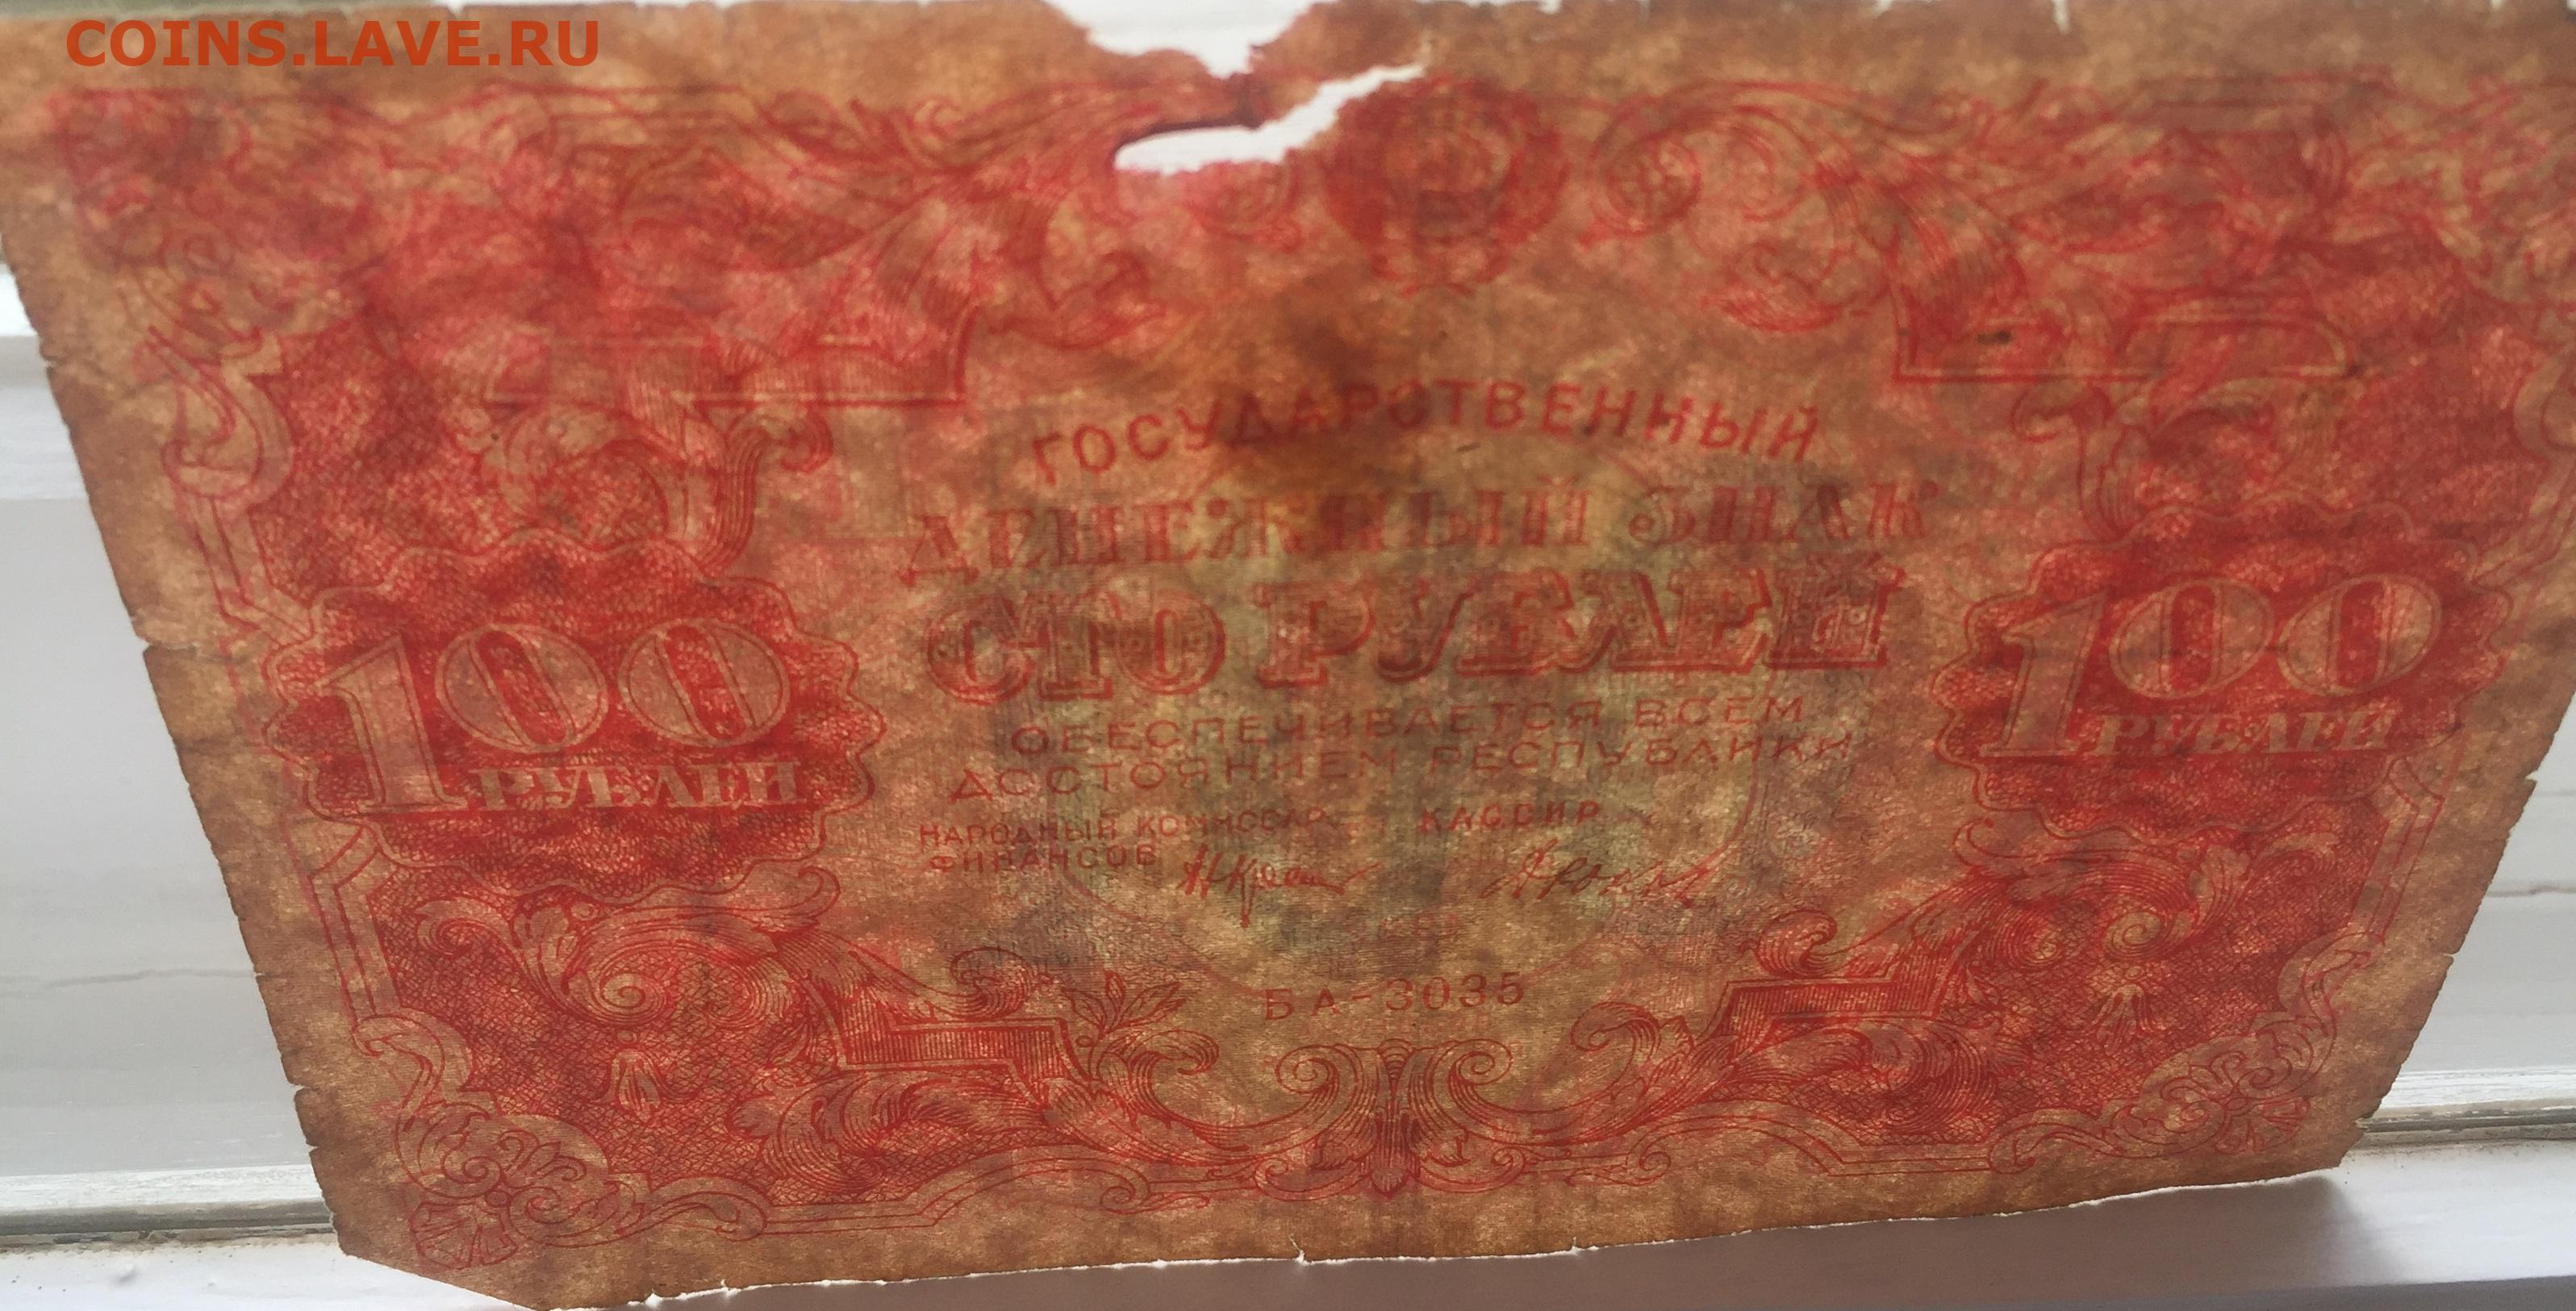 COINS.LAVE.RU
ГОСУДАРСТВЕННЫЙ
ДЕНЕЖНЫЙ ЗНАК
СТО РУБЛЕЙ
100
РУБЛЕЙ
100
РУБЛЕЙ
ОБЕСПЕЧИВАЕТСЯ ВСЕМ
ДОСТОЯНИЕМ РЕСПУБЛИКИ
НАРОДНЫЙ КОМИССАР
ФИНАНСОВ
КАССИР
БА-3035